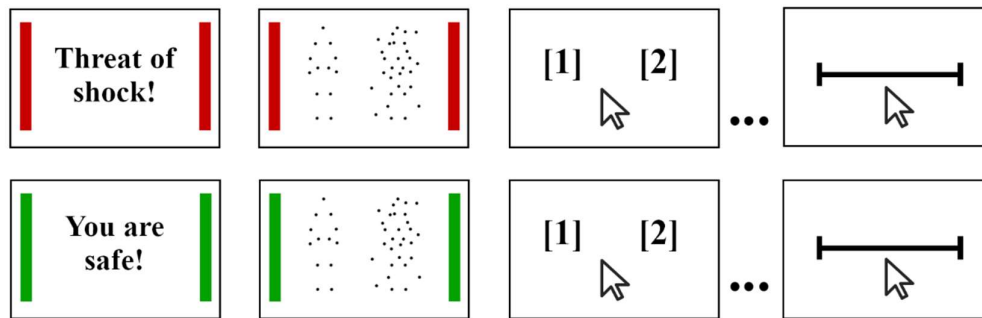 Threat of
shock!
[1] [2]
...
You are
safe!
[1] [2]
...